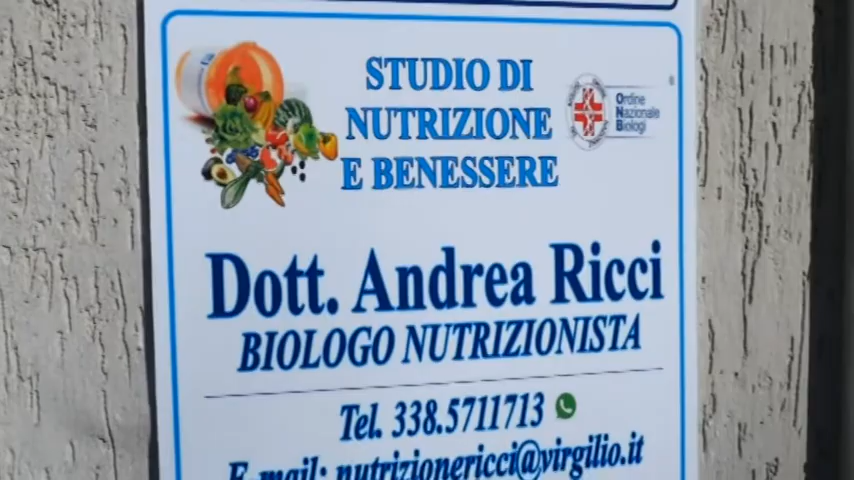 STUDIO DI
NUTRIZIONE
E BENESSERE
Ordine
Nazionale
Biologi
Dott. Andrea Ricci
BIOLOGO NUTRIZIONISTA
Tel. 338.5711713
E-mail: nutrizionericci@virgilio.it